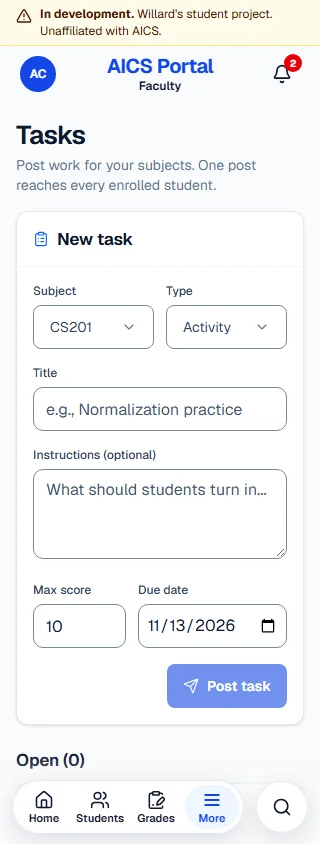 In development. Willard's student project.
Unaffiliated with AICS.
AC
AICS Portal
Faculty
2
Tasks
Post work for your subjects. One post
reaches every enrolled student.
New task
Subject
Type
CS201
Activity
Title
e.g., Normalization practice
Instructions (optional)
What should students turn in...
Max score
Due date
10
11/13/2026
Post task
Open (0)
Home
Students
Grades
More